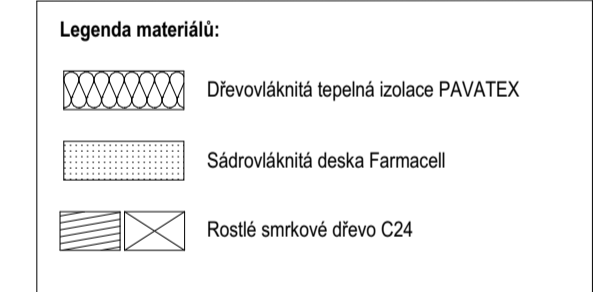 Legenda materiálů:
Dřevovláknitá tepelná izolace PAVATEX
Sádrovláknitá deska Farmacell
Rostlé smrkové dřevo C24